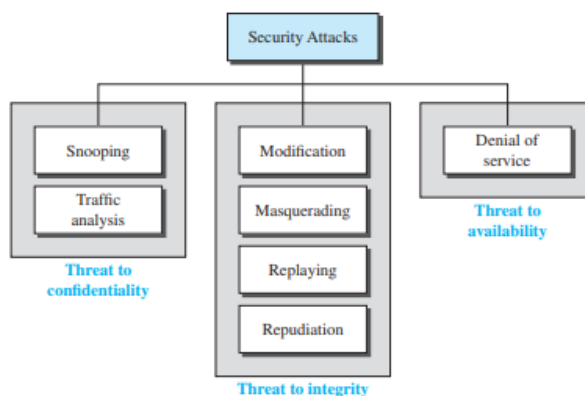 Security Attacks
Snooping
Traffic
analysis
Threat to
confidentiality
Modification
Masquerading
Replaying
Repudiation
Threat to integrity
Denial of
service
Threat to
availability